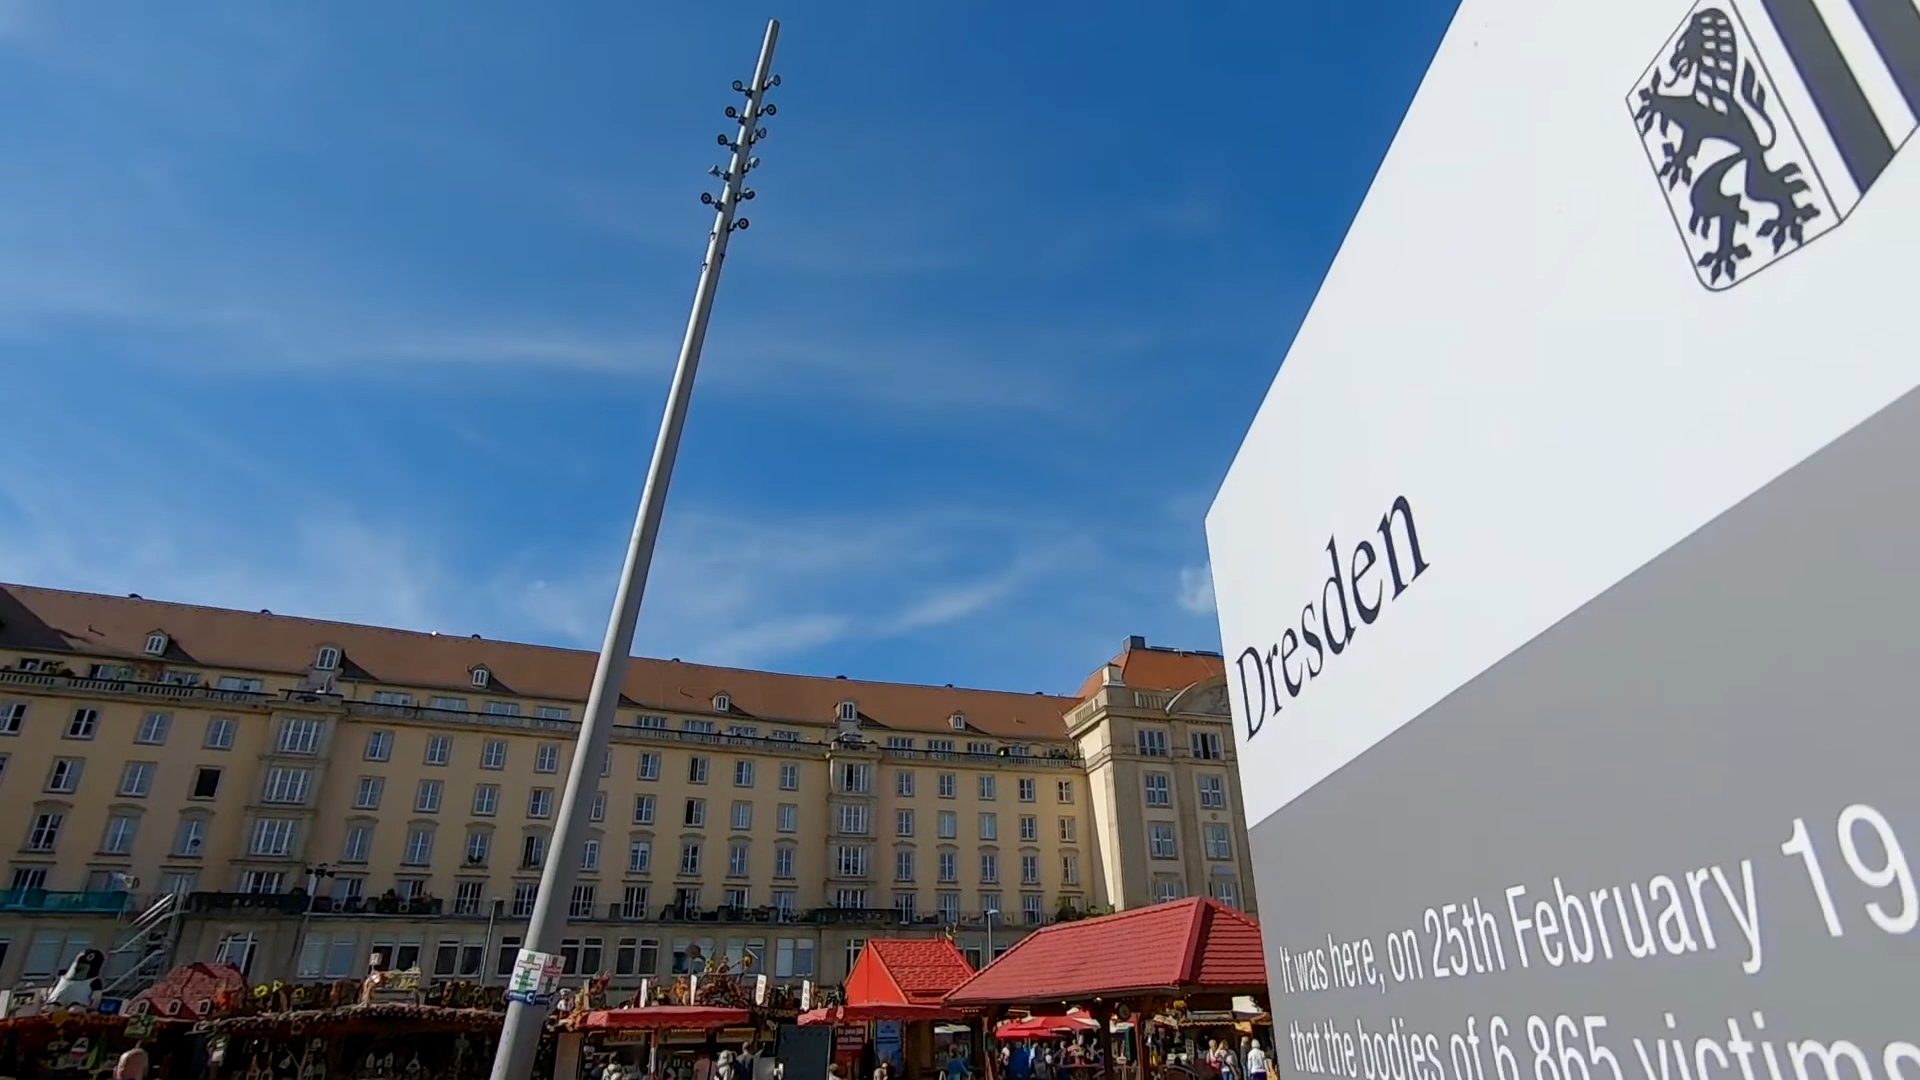 Dresden
It was here, on 25th February 19
that the bodies of 6,865 victims